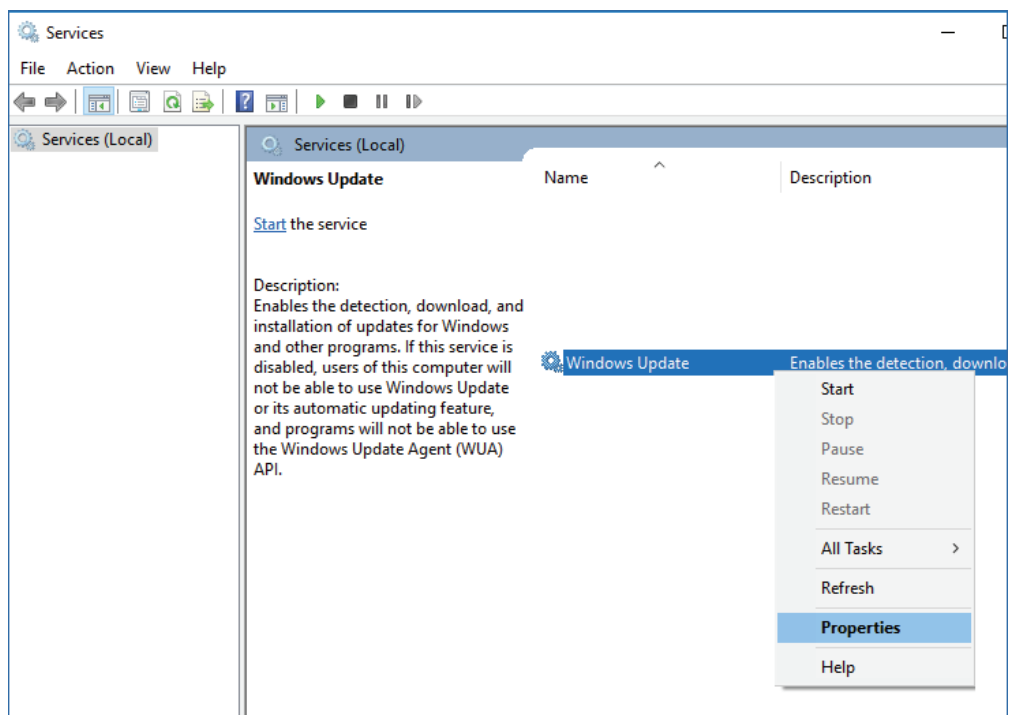 Services
File Action View Help
Services (Local)
Services (Local)
Windows Update
Start the service
Description:
Enables the detection, download, and
installation of updates for Windows
and other programs. If this service is
disabled, users of this computer will
not be able to use Windows Update
or its automatic updating feature,
and programs will not be able to use
the Windows Update Agent (WUA)
API.
Name Description
Windows Update Enables the detection, downlo
Start
Stop
Pause
Resume
Restart
All Tasks
Refresh
Properties
Help